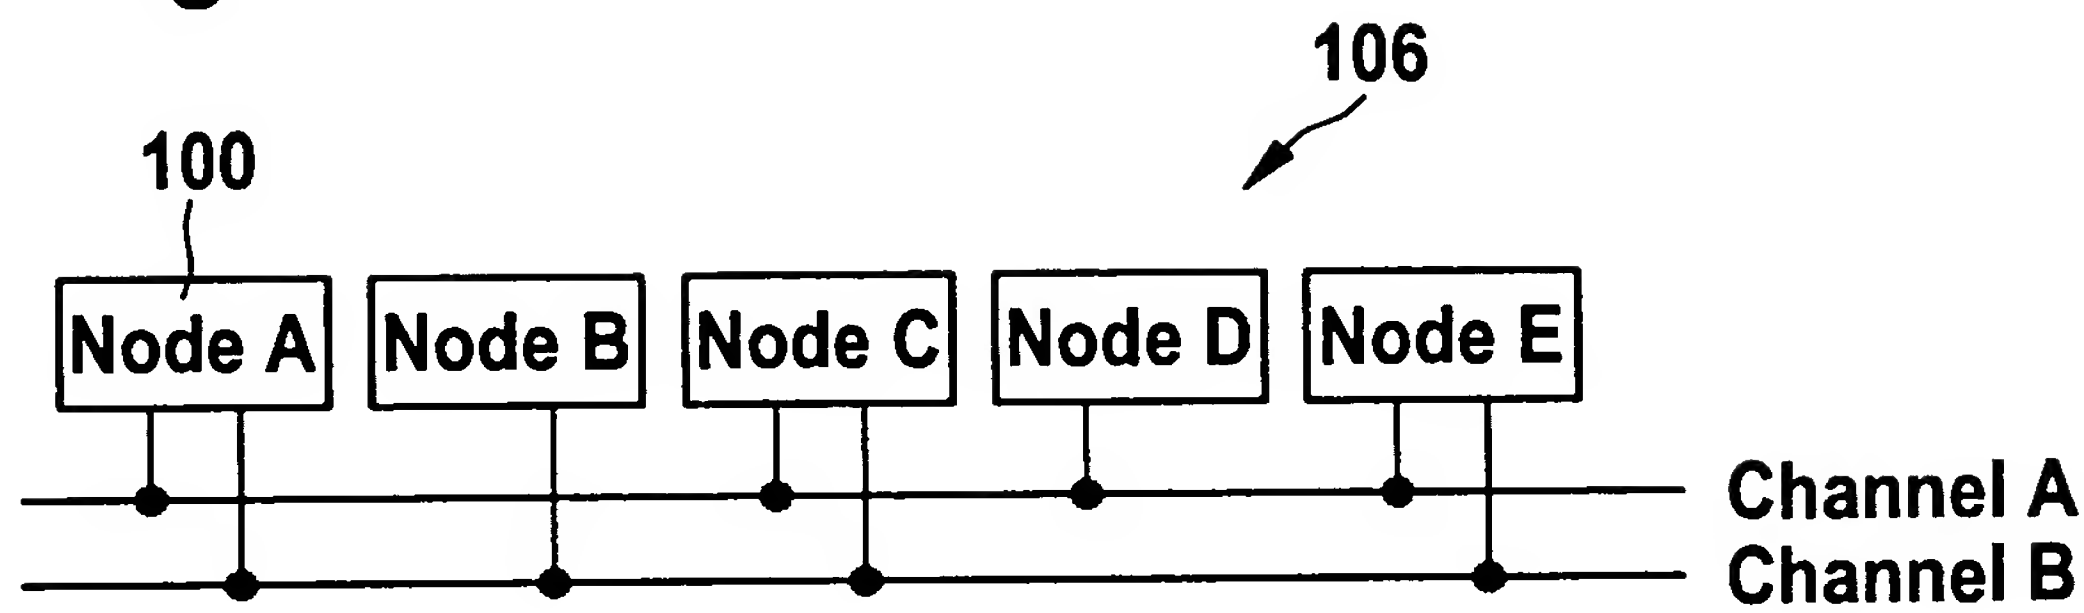 106
100
Node A Node B Node C Node D Node E
Channel A
Channel B